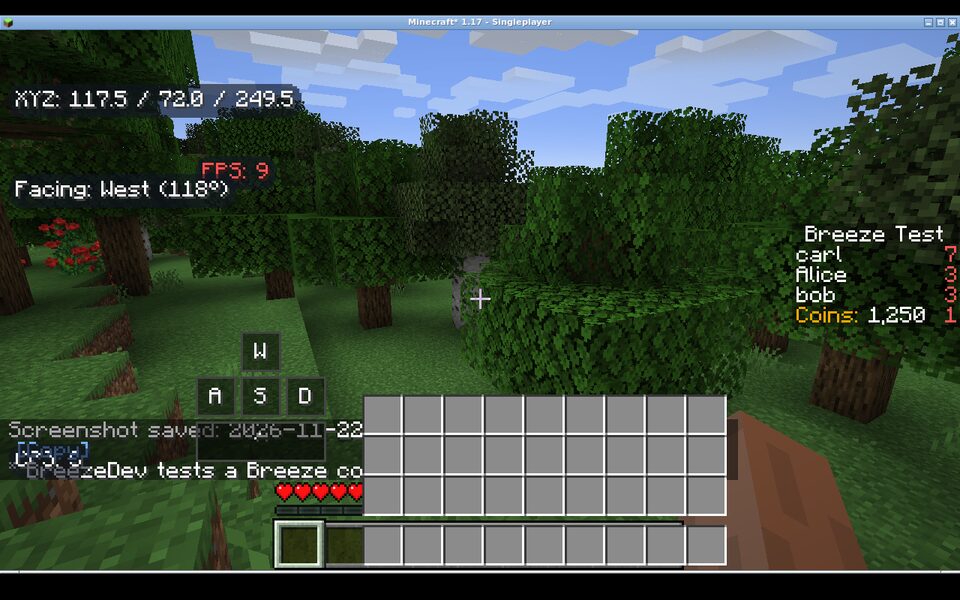 Minecraft* 1.17 - Singleplayer
XYZ: 117.5 / 72.0 / 249.5
FPS: 9
Facing: West (118°)
Breeze Test
carl 7
Alice 3
bob 3
Coins: 1,250 1
W
A S D
Screenshot saved: 2026-11-22
[Copy]
* BreezeDev tests a Breeze co